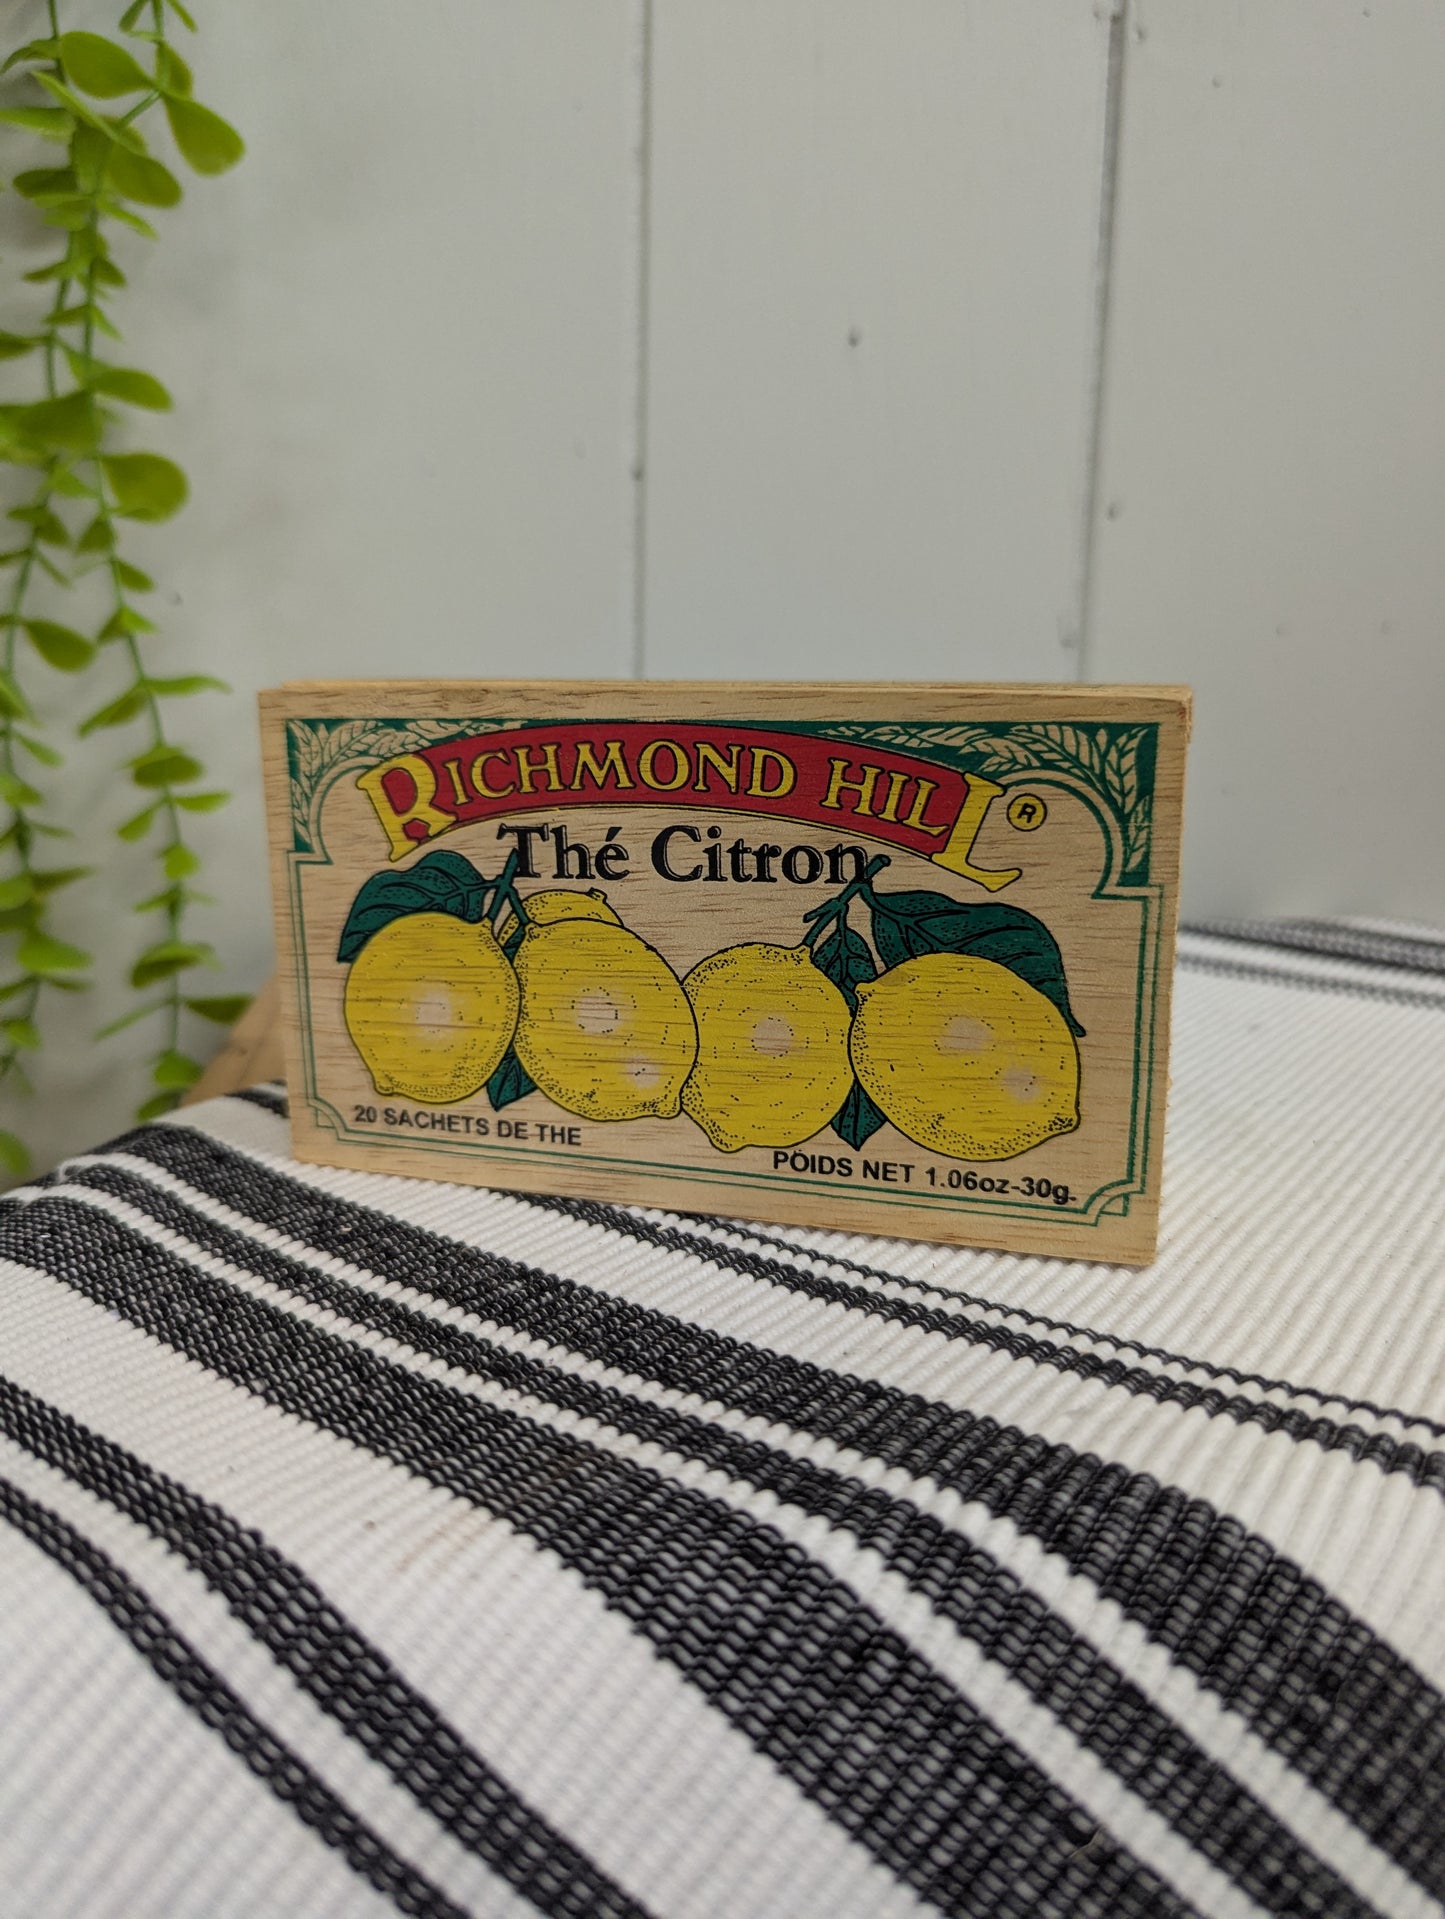 RICHMOND HILL ®
Thé Citron
20 SACHETS DE THE
POIDS NET 1.06oz-30g.